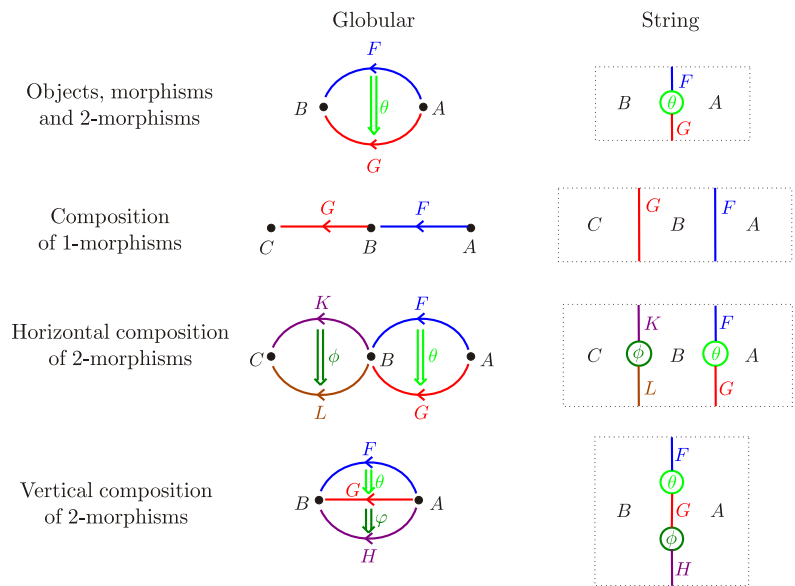 Globular String
F
Objects, morphisms
and 2-morphisms
B θ A
G
F
B θ A
G
Composition
of 1-morphisms
G F
C B A
G F
C B A
Horizontal composition
of 2-morphisms
K F
C ϕ B θ A
L G
K F
C ϕ B θ A
L G
Vertical composition
of 2-morphisms
F
θ
G
B A
φ
H
F
θ
B G A
ϕ
H